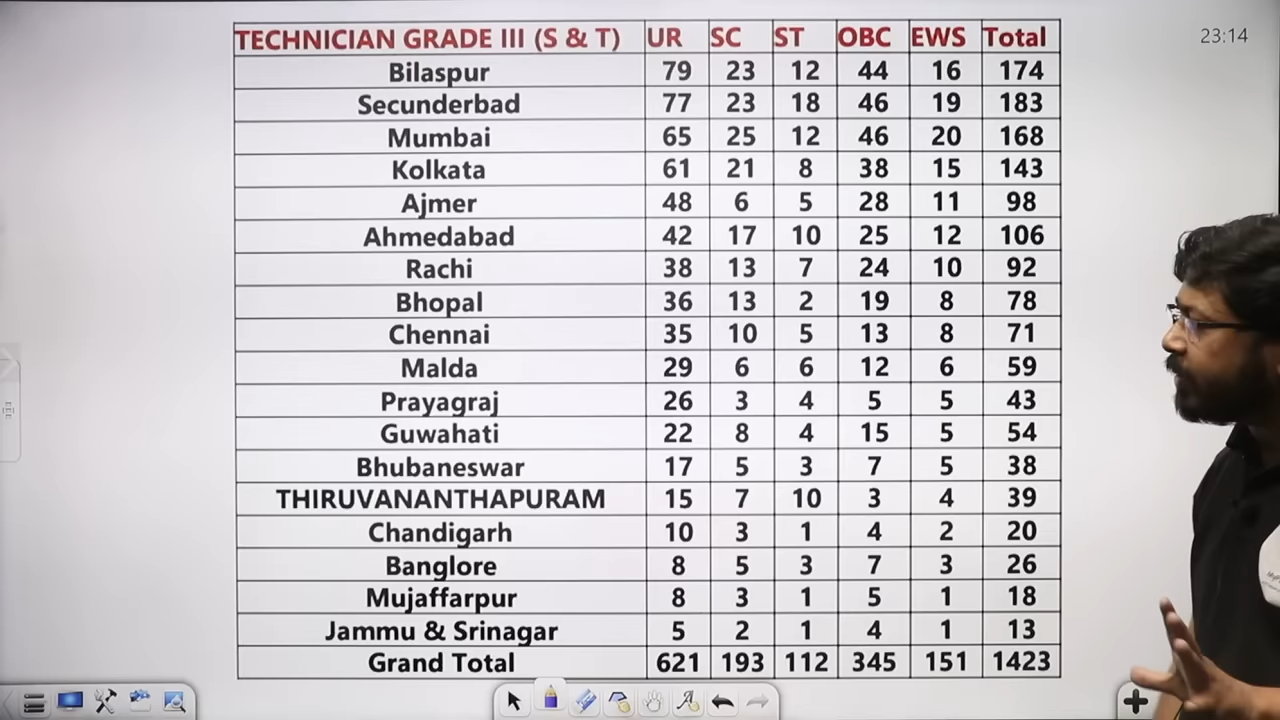 TECHNICIAN GRADE III (S & T) UR SC ST OBC EWS Total
Bilaspur 79 23 12 44 16 174
Secunderbad 77 23 18 46 19 183
Mumbai 65 25 12 46 20 168
Kolkata 61 21 8 38 15 143
Ajmer 48 6 5 28 11 98
Ahmedabad 42 17 10 25 12 106
Rachi 38 13 7 24 10 92
Bhopal 36 13 2 19 8 78
Chennai 35 10 5 13 8 71
Malda 29 6 6 12 6 59
Prayagraj 26 3 4 5 5 43
Guwahati 22 8 4 15 5 54
Bhubaneswar 17 5 3 7 5 38
THIRUVANANTHAPURAM 15 7 10 3 4 39
Chandigarh 10 3 1 4 2 20
Banglore 8 5 3 7 3 26
Mujaffarpur 8 3 1 5 1 18
Jammu & Srinagar 5 2 1 4 1 13
Grand Total 621 193 112 345 151 1423
23:14